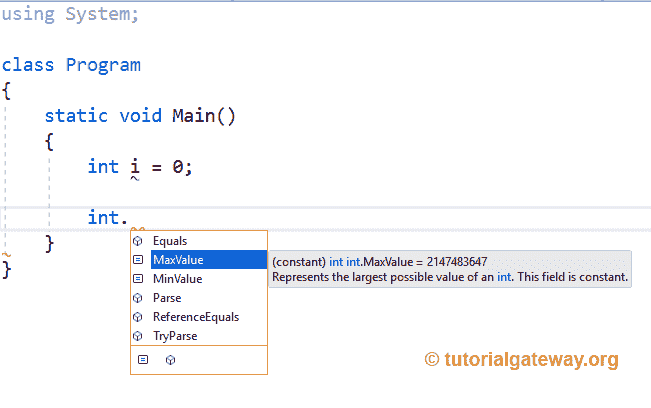 using System;
class Program
{
static void Main()
{
int i = 0;
int.
}
}
Equals
MaxValue
MinValue
Parse
ReferenceEquals
TryParse
(constant) int int.MaxValue = 2147483647
Represents the largest possible value of an int. This field is constant.
© tutorialgateway.org